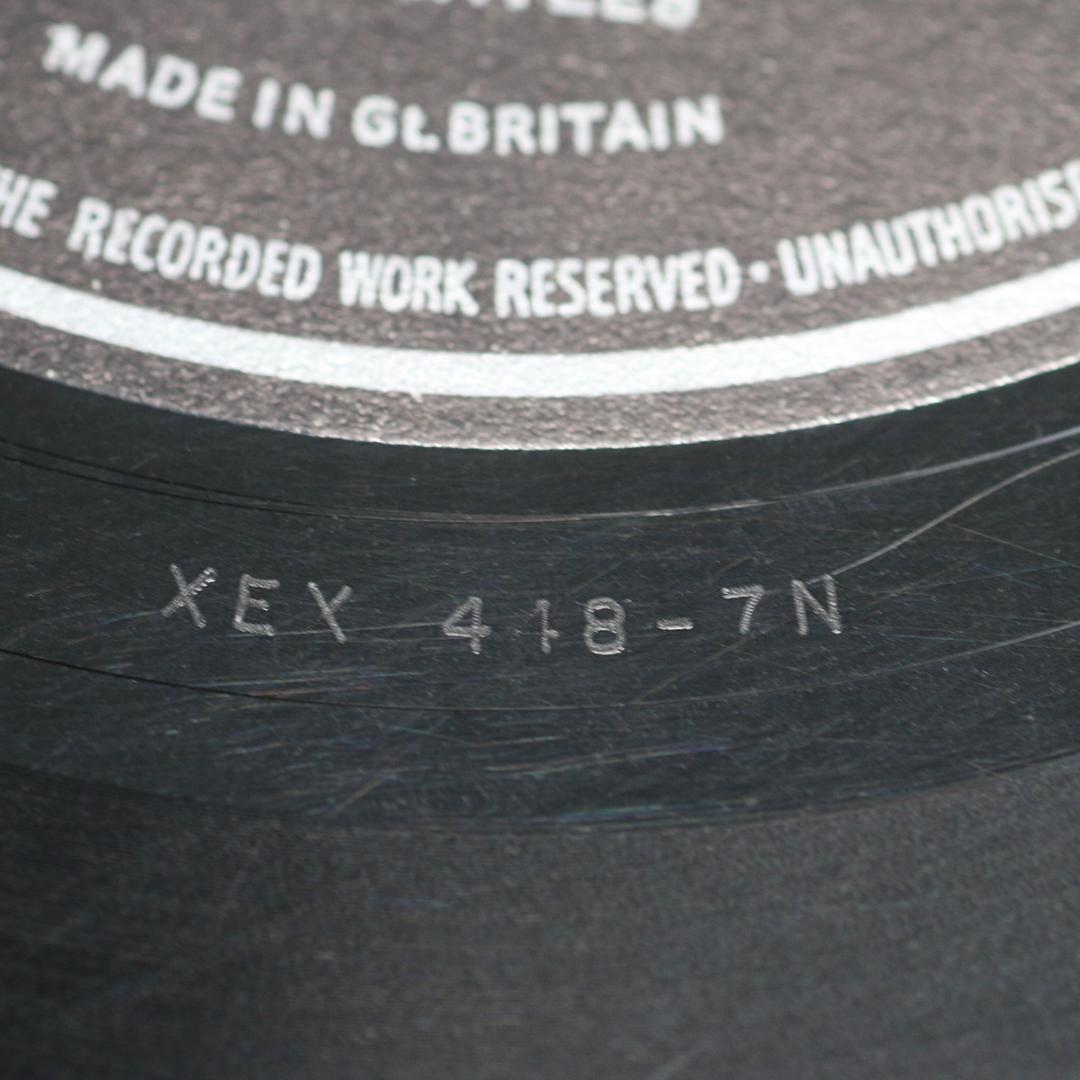 MADE IN Gt. BRITAIN
THE RECORDED WORK RESERVED · UNAUTHORISE
XEX 418-7N